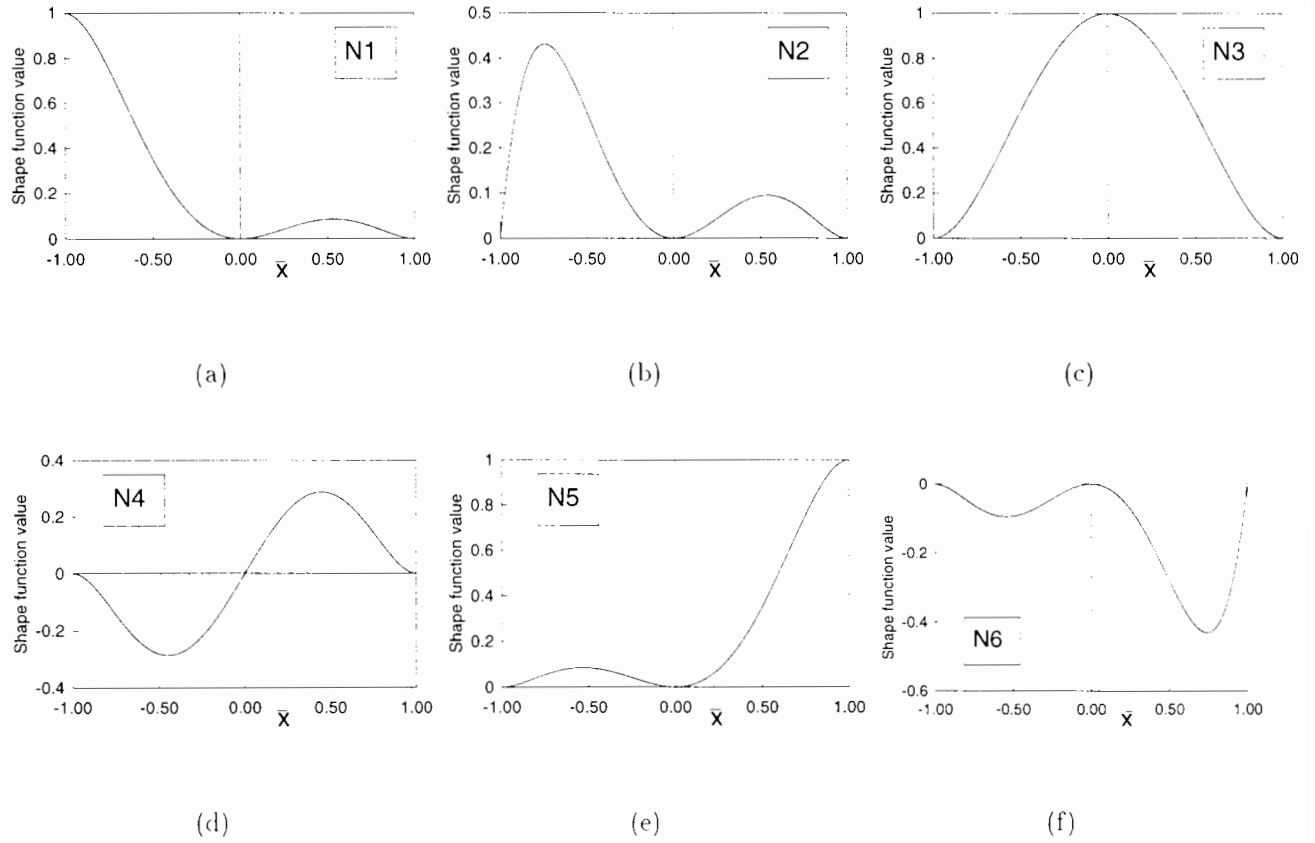 Shape function value
1
0.8
0.6
0.4
0.2
0
-1.00 -0.50 0.00 0.50 1.00
x̄
N1
(a)
Shape function value
0.5
0.4
0.3
0.2
0.1
0
-1.00 -0.50 0.00 0.50 1.00
x̄
N2
(b)
Shape function value
1
0.8
0.6
0.4
0.2
0
-1.00 -0.50 0.00 0.50 1.00
x̄
N3
(c)
Shape function value
0.4
0.2
0
-0.2
-0.4
-1.00 -0.50 0.00 0.50 1.00
x̄
N4
(d)
Shape function value
1
0.8
0.6
0.4
0.2
0
-1.00 -0.50 0.00 0.50 1.00
x̄
N5
(e)
Shape function value
0
-0.2
-0.4
-0.6
-1.00 -0.50 0.00 0.50 1.00
x̄
N6
(f)